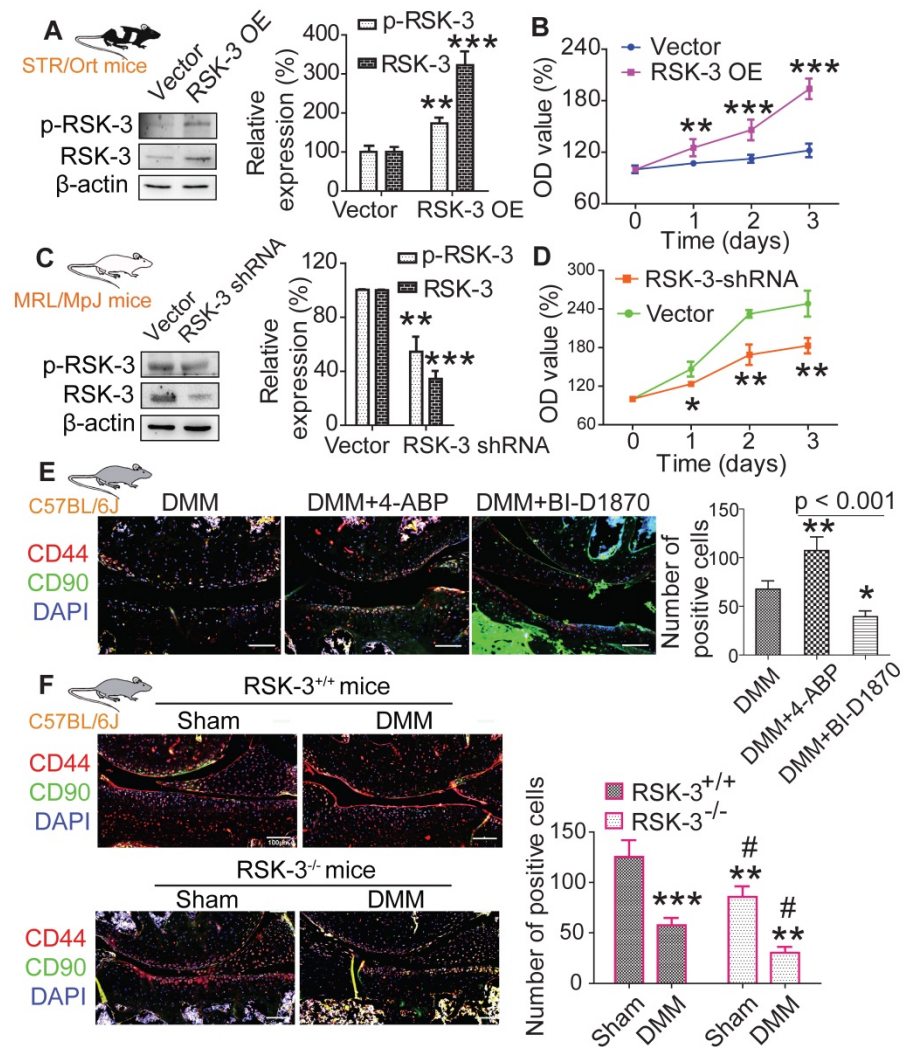 A
STR/Ort mice
Vector
RSK-3 OE
p-RSK-3
RSK-3
β-actin
Relative
expression (%)
400
300
200
100
0
p-RSK-3
RSK-3
**
***
Vector
RSK-3 OE
B
OD value (%)
240
180
120
60
Vector
RSK-3 OE
**
***
***
0 1 2 3
Time (days)
C
MRL/MpJ mice
Vector
RSK-3 shRNA
p-RSK-3
RSK-3
β-actin
Relative
expression (%)
120
80
40
0
p-RSK-3
RSK-3
**
***
Vector
RSK-3 shRNA
D
OD value (%)
300
240
180
120
60
RSK-3-shRNA
Vector
*
**
**
0 1 2 3
Time (days)
E
C57BL/6J
DMM
DMM+4-ABP
DMM+BI-D1870
CD44
CD90
DAPI
Number of
positive cells
150
100
50
0
p < 0.001
**
*
DMM
DMM+4-ABP
DMM+BI-D1870
F
C57BL/6J
RSK-3+/+ mice
Sham
DMM
CD44
CD90
DAPI
100μm
RSK-3-/- mice
Sham
DMM
CD44
CD90
DAPI
Number of positive cells
150
100
50
0
RSK-3+/+
RSK-3-/-
***
#
**
#
**
Sham
DMM
Sham
DMM